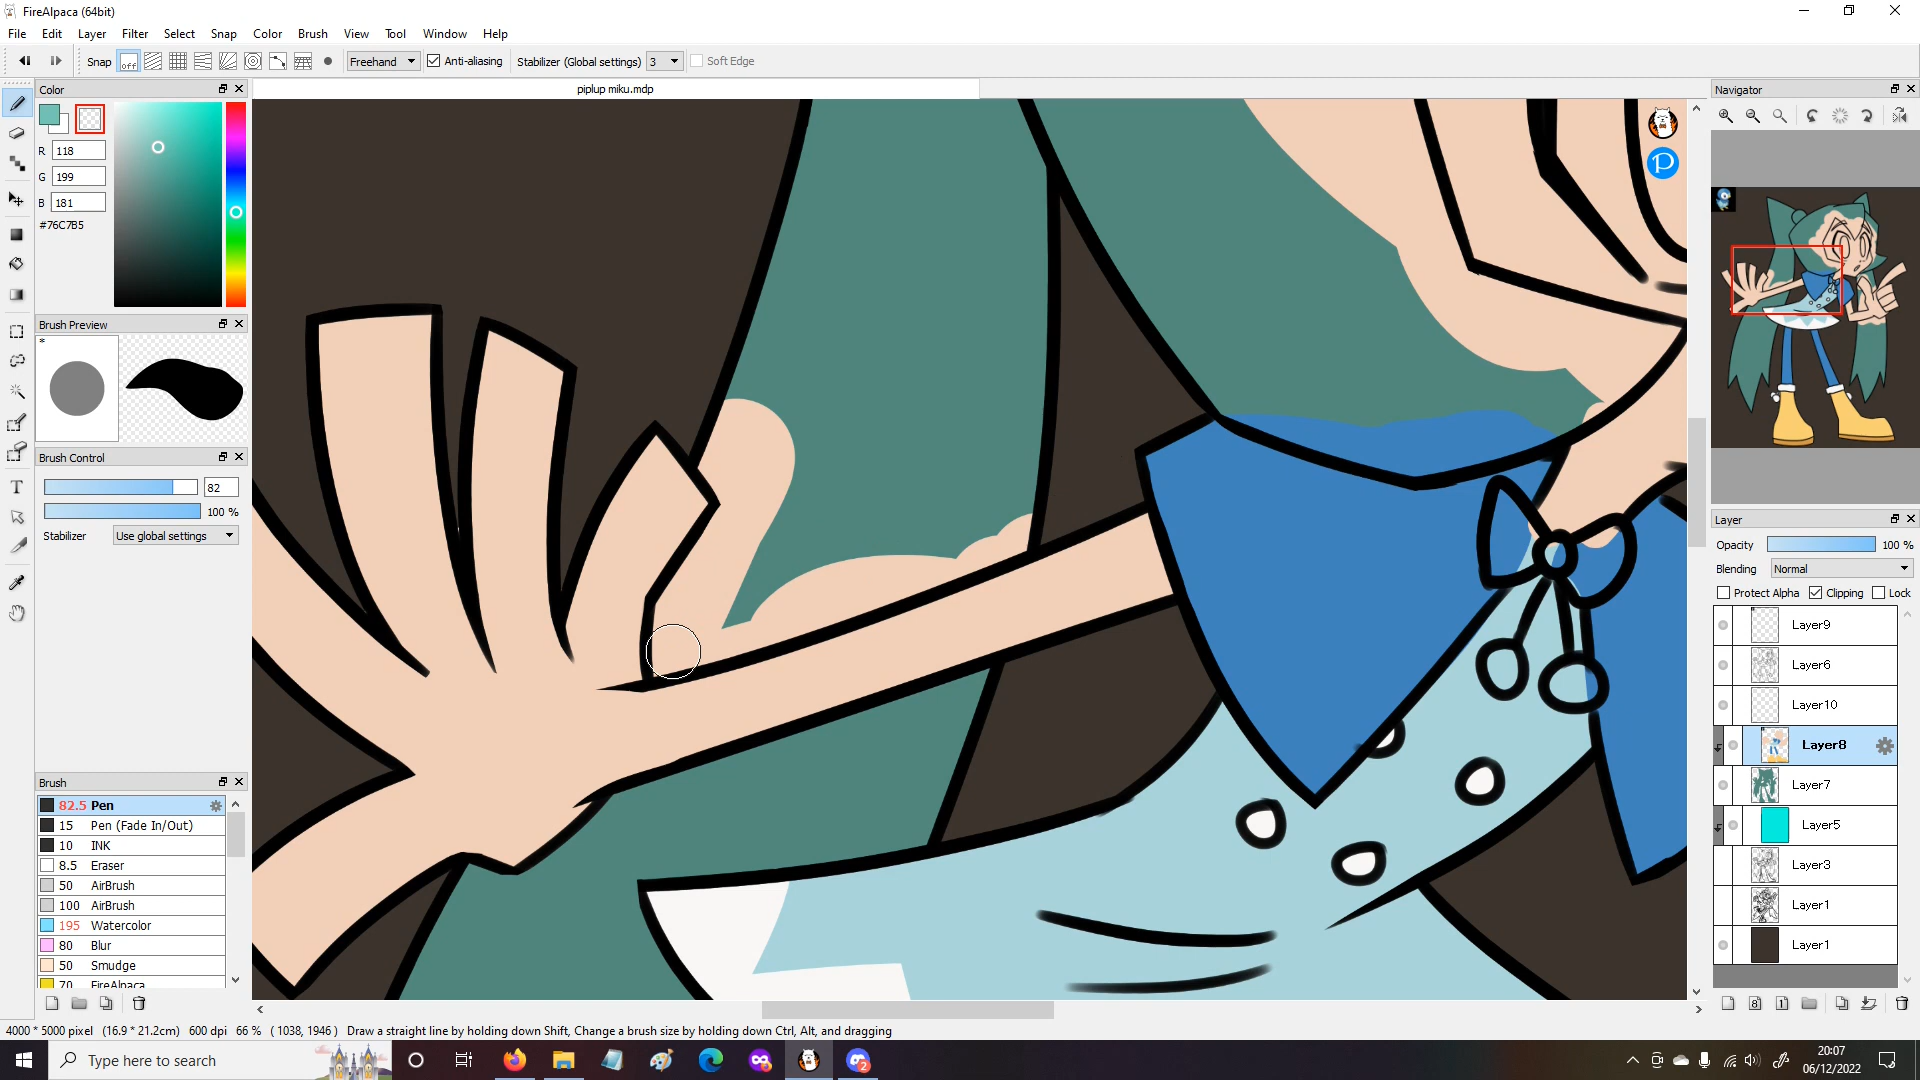 FireAlpaca (64bit)
File Edit Layer Filter Select Snap Color Brush View Tool Window Help
Snap off Freehand Anti-aliasing Stabilizer (Global settings) 3 Soft Edge
Color
piplup miku.mdp
Navigator
R 118
G 199
B 181
#76C7B5
Brush Preview
*
Brush Control
82
100 %
Stabilizer Use global settings
Brush
82.5 Pen
15 Pen (Fade In/Out)
10 INK
8.5 Eraser
50 AirBrush
100 AirBrush
195 Watercolor
80 Blur
50 Smudge
70 FireAlpaca
P
Layer
Opacity 100 %
Blending Normal
Protect Alpha Clipping Lock
Layer9
Layer6
Layer10
Layer8
Layer7
Layer5
Layer3
Layer1
Layer1
8 1
4000 * 5000 pixel (16.9 * 21.2cm) 600 dpi 66 % ( 1038, 1946 ) Draw a straight line by holding down Shift, Change a brush size by holding down Ctrl, Alt, and dragging
Type here to search
2
20:07
06/12/2022